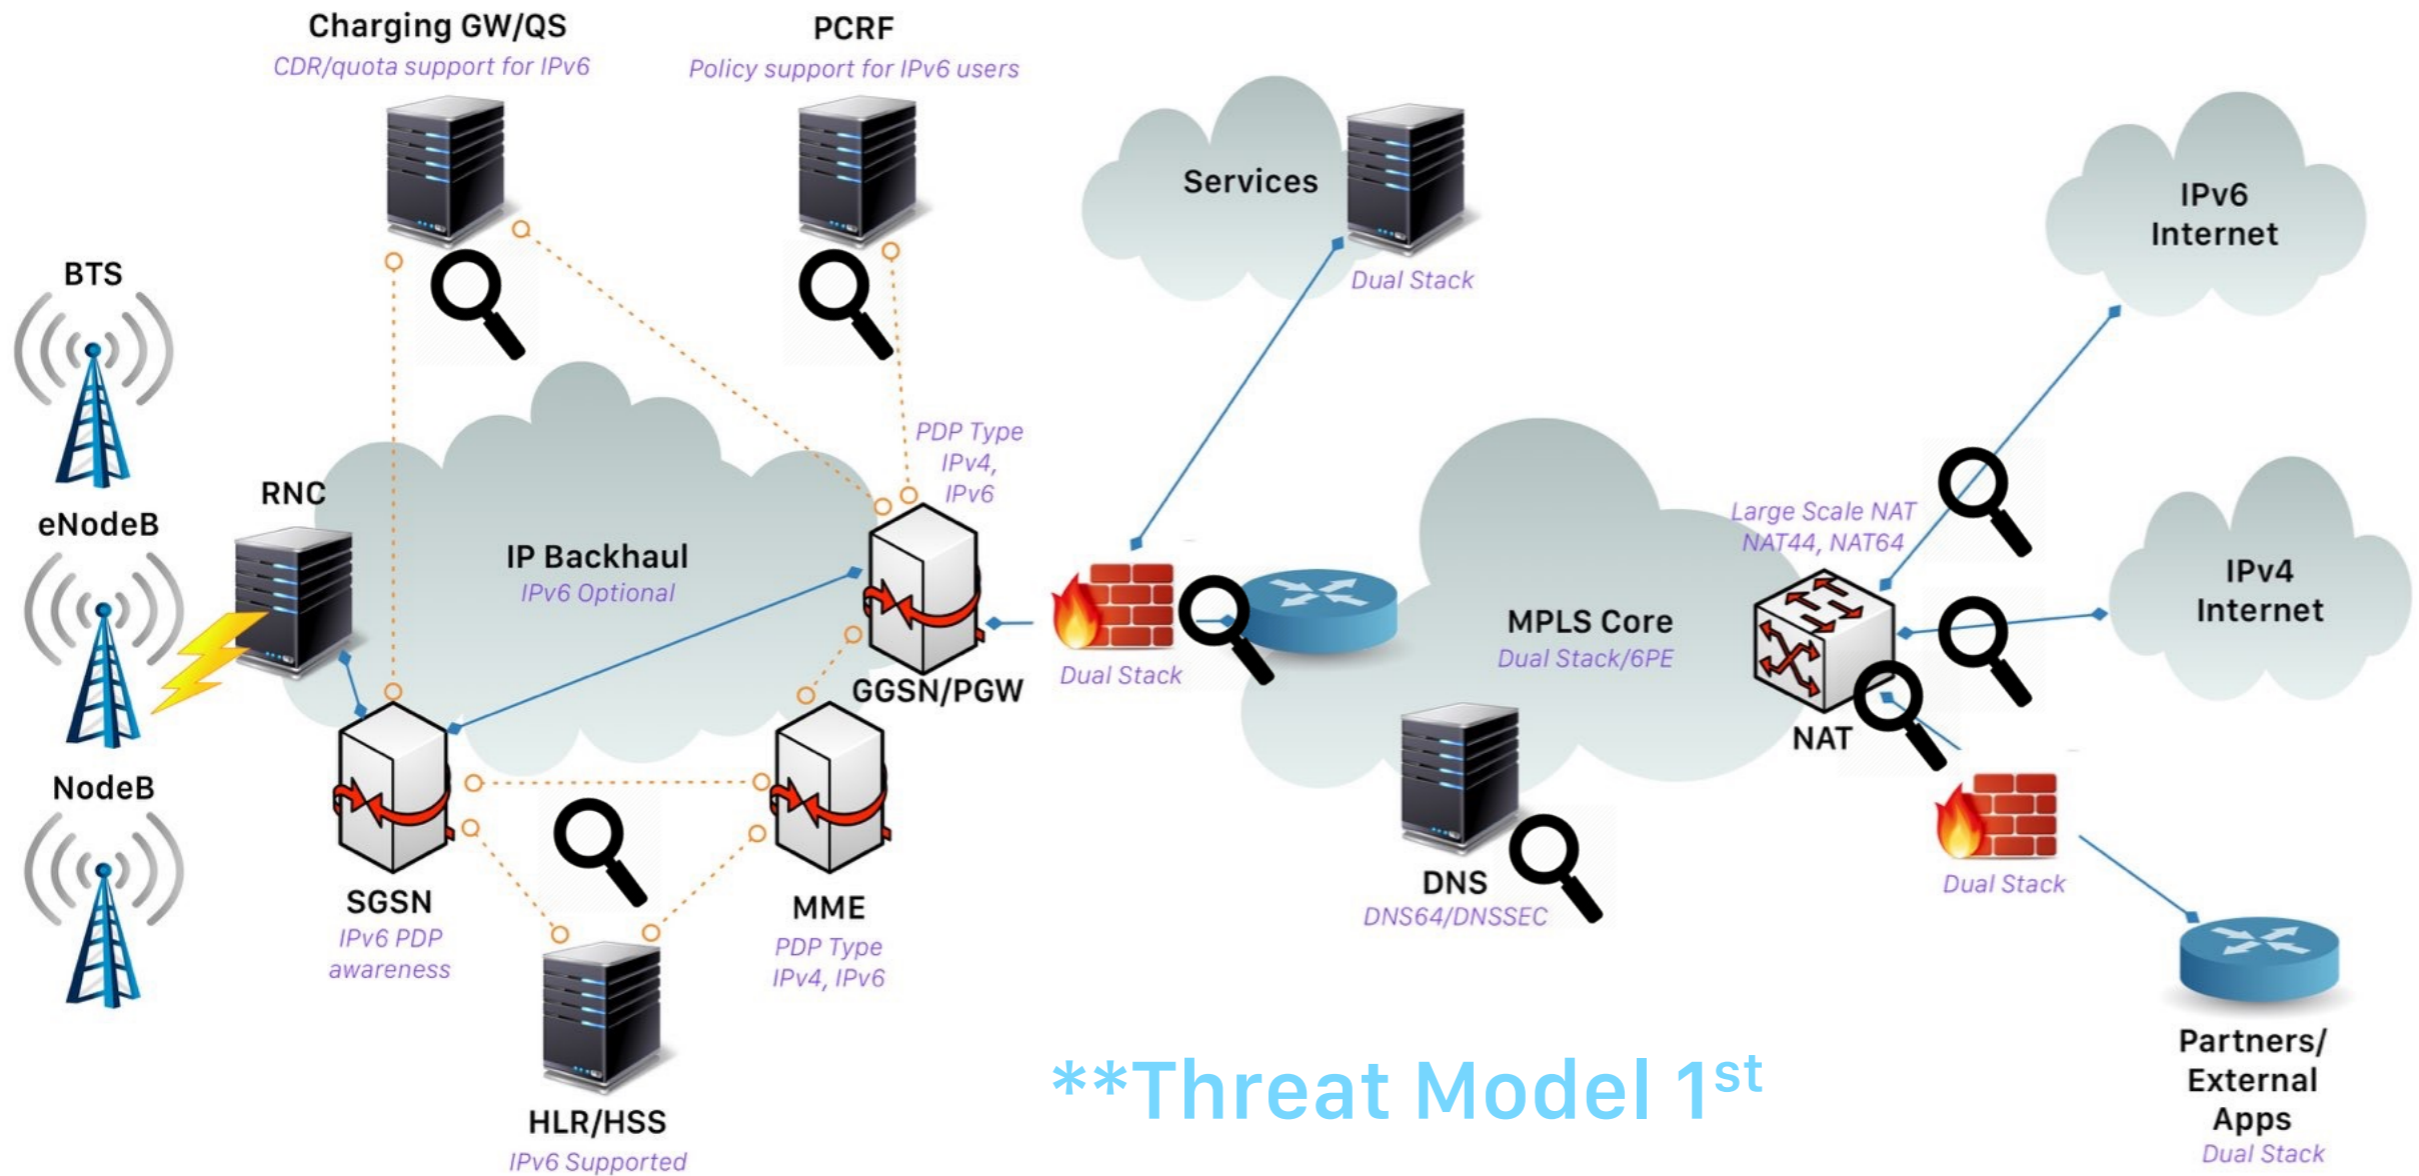 Charging GW/QS
CDR/quota support for IPv6
PCRF
Policy support for IPv6 users
Services
Dual Stack
IPv6
Internet
BTS
PDP Type
IPv4,
IPv6
RNC
eNodeB
IP Backhaul
IPv6 Optional
Large Scale NAT
NAT44, NAT64
IPv4
Internet
MPLS Core
Dual Stack/6PE
Dual Stack
GGSN/PGW
NAT
NodeB
SGSN
IPv6 PDP
awareness
MME
PDP Type
IPv4, IPv6
DNS
DNS64/DNSSEC
Dual Stack
HLR/HSS
IPv6 Supported
**Threat Model 1st
Partners/
External
Apps
Dual Stack